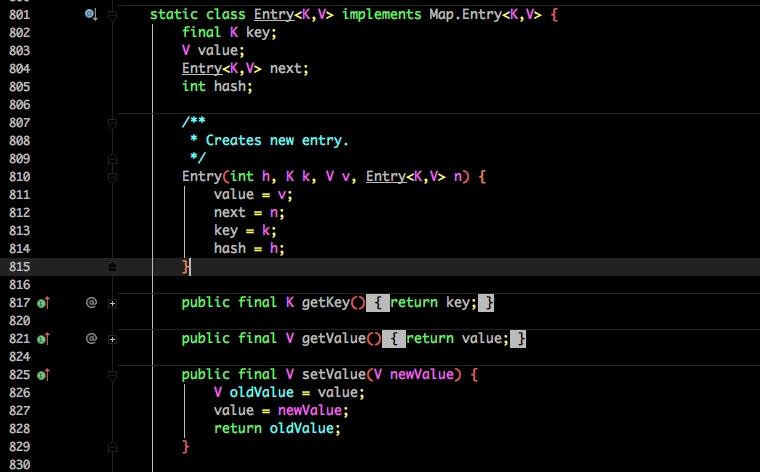 801 static class Entry<K,V> implements Map.Entry<K,V> {
802 final K key;
803 V value;
804 Entry<K,V> next;
805 int hash;
806
807 /**
808 * Creates new entry.
809 */
810 Entry(int h, K k, V v, Entry<K,V> n) {
811 value = v;
812 next = n;
813 key = k;
814 hash = h;
815 }
816
817 @ public final K getKey() { return key; }
820
821 @ public final V getValue() { return value; }
824
825 public final V setValue(V newValue) {
826 V oldValue = value;
827 value = newValue;
828 return oldValue;
829 }
830